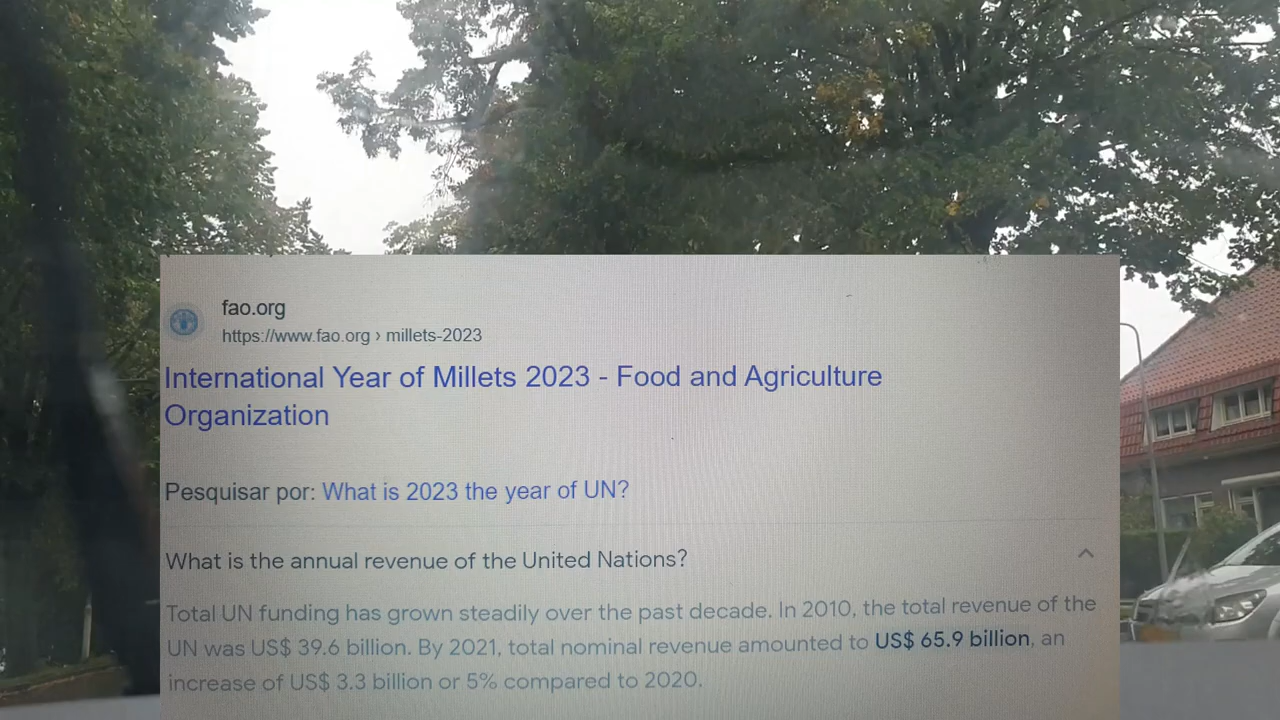 fao.org
https://www.fao.org › millets-2023
International Year of Millets 2023 - Food and Agriculture
Organization
Pesquisar por: What is 2023 the year of UN?
What is the annual revenue of the United Nations?
Total UN funding has grown steadily over the past decade. In 2010, the total revenue of the
UN was US$ 39.6 billion. By 2021, total nominal revenue amounted to US$ 65.9 billion, an
increase of US$ 3.3 billion or 5% compared to 2020.